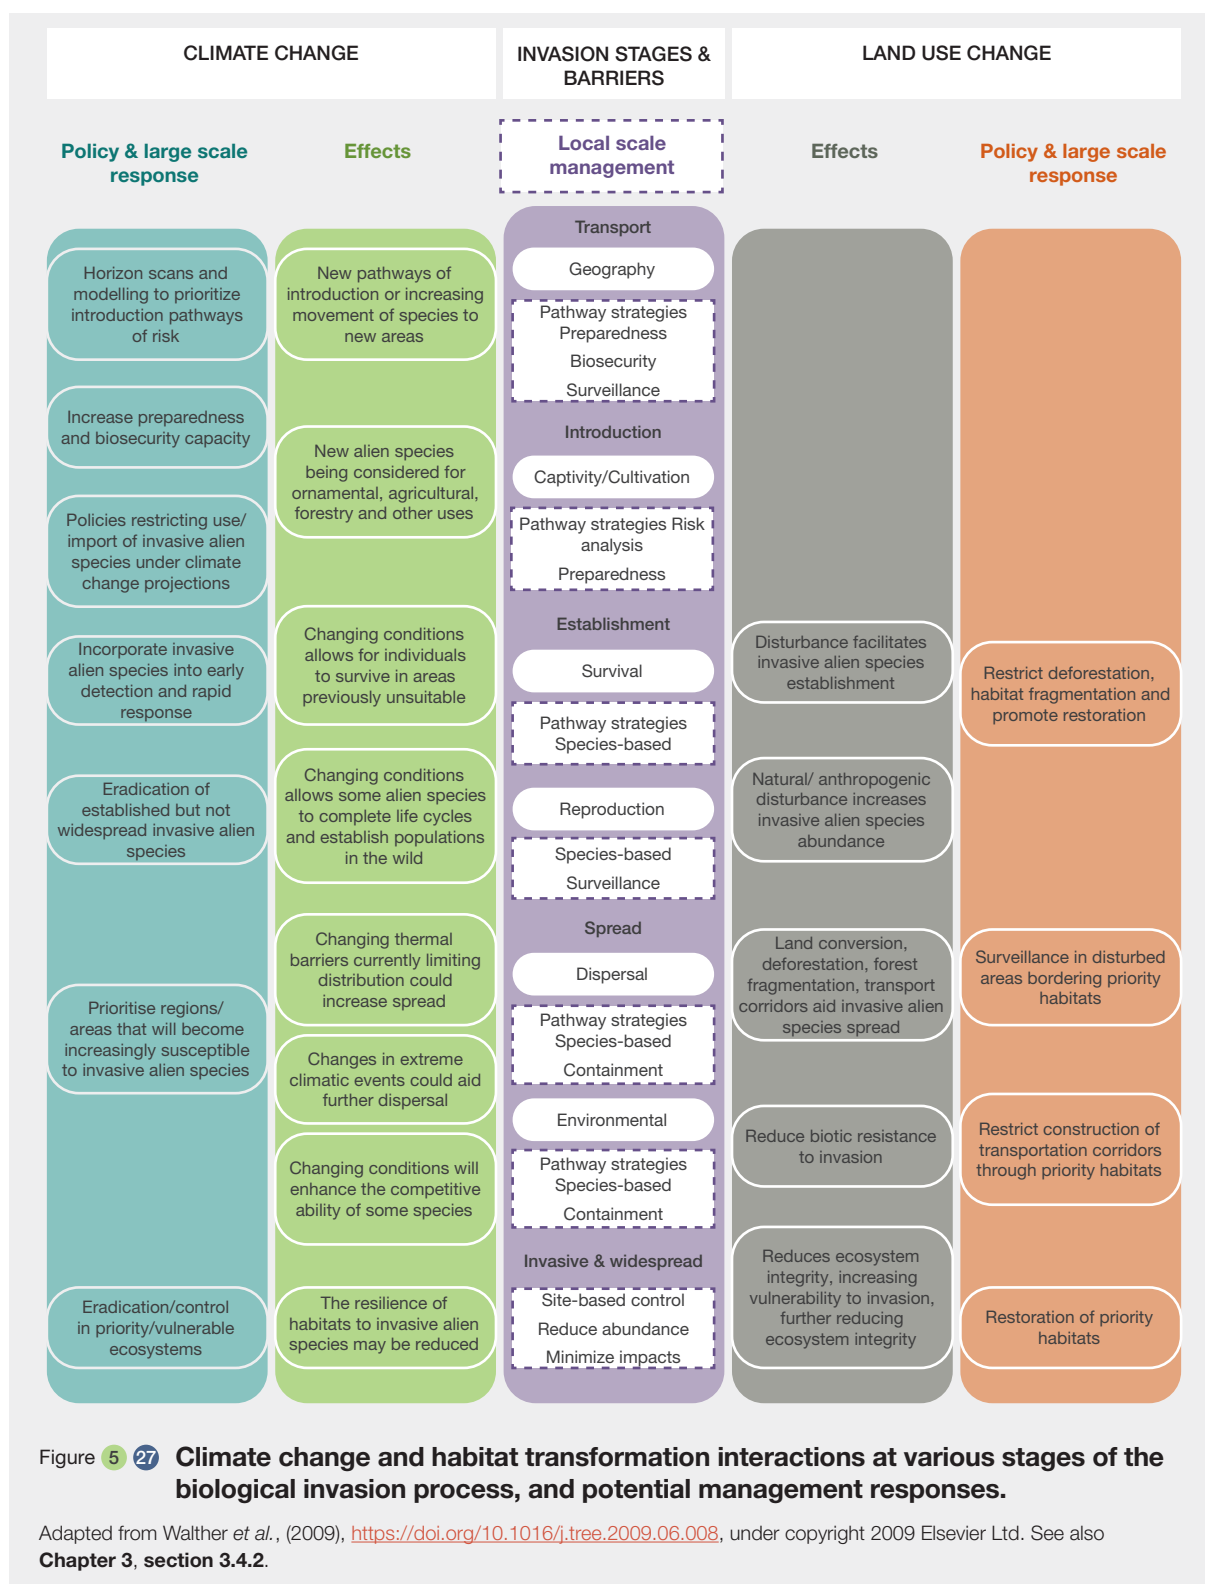 CLIMATE CHANGE
INVASION STAGES &
BARRIERS
LAND USE CHANGE
Policy & large scale
response
Effects
Local scale
management
Effects
Policy & large scale
response
Horizon scans and
modelling to prioritize
introduction pathways
of risk
Increase preparedness
and biosecurity capacity
Policies restricting use/
import of invasive alien
species under climate
change projections
Incorporate invasive
alien species into early
detection and rapid
response
Eradication of
established but not
widespread invasive alien
species
Prioritise regions/
areas that will become
increasingly susceptible
to invasive alien species
Eradication/control
in priority/vulnerable
ecosystems
New pathways of
introduction or increasing
movement of species to
new areas
New alien species
being considered for
ornamental, agricultural,
forestry and other uses
Changing conditions
allows for individuals
to survive in areas
previously unsuitable
Changing conditions
allows some alien species
to complete life cycles
and establish populations
in the wild
Changing thermal
barriers currently limiting
distribution could
increase spread
Changes in extreme
climatic events could aid
further dispersal
Changing conditions will
enhance the competitive
ability of some species
The resilience of
habitats to invasive alien
species may be reduced
Transport
Geography
Pathway strategies
Preparedness
Biosecurity
Surveillance
Introduction
Captivity/Cultivation
Pathway strategies Risk
analysis
Preparedness
Establishment
Survival
Pathway strategies
Species-based
Reproduction
Species-based
Surveillance
Spread
Dispersal
Pathway strategies
Species-based
Containment
Environmental
Pathway strategies
Species-based
Containment
Invasive & widespread
Site-based control
Reduce abundance
Minimize impacts
Disturbance facilitates
invasive alien species
establishment
Natural/ anthropogenic
disturbance increases
invasive alien species
abundance
Land conversion,
deforestation, forest
fragmentation, transport
corridors aid invasive alien
species spread
Reduce biotic resistance
to invasion
Reduces ecosystem
integrity, increasing
vulnerability to invasion,
further reducing
ecosystem integrity
Restrict deforestation,
habitat fragmentation and
promote restoration
Surveillance in disturbed
areas bordering priority
habitats
Restrict construction of
transportation corridors
through priority habitats
Restoration of priority
habitats
Figure 5 27 Climate change and habitat transformation interactions at various stages of the
biological invasion process, and potential management responses.
Adapted from Walther et al., (2009), https://doi.org/10.1016/j.tree.2009.06.008, under copyright 2009 Elsevier Ltd. See also
Chapter 3, section 3.4.2.